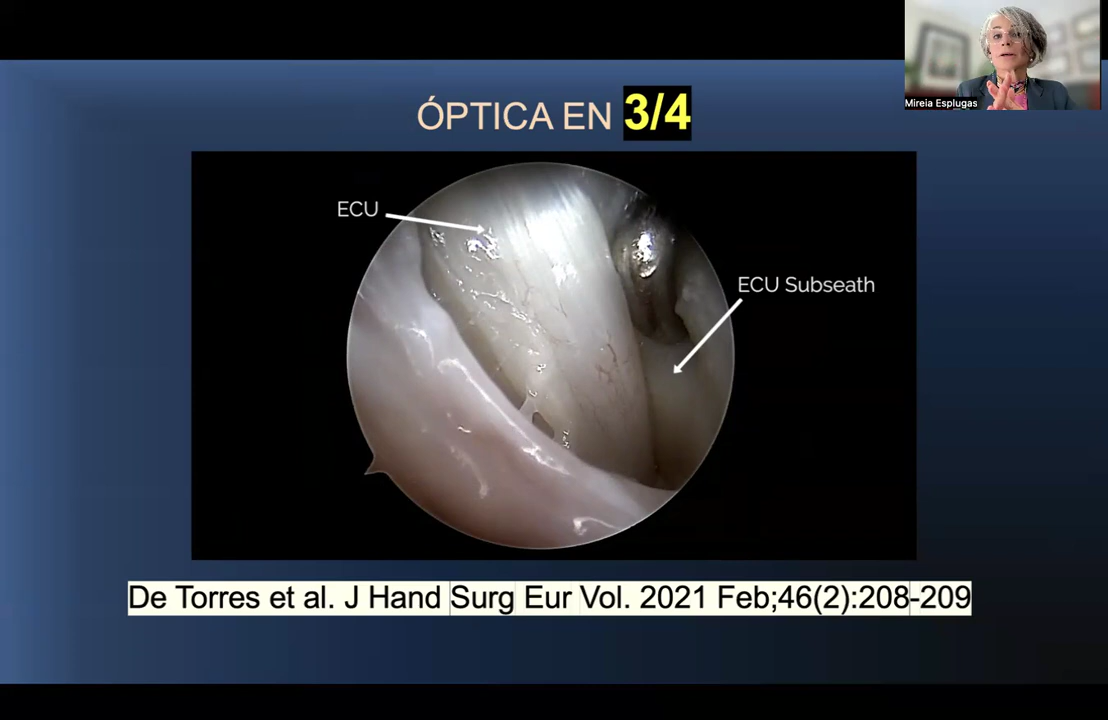 Mireia Esplugas
ÓPTICA EN 3/4
ECU
ECU Subseath
De Torres et al. J Hand Surg Eur Vol. 2021 Feb;46(2):208-209